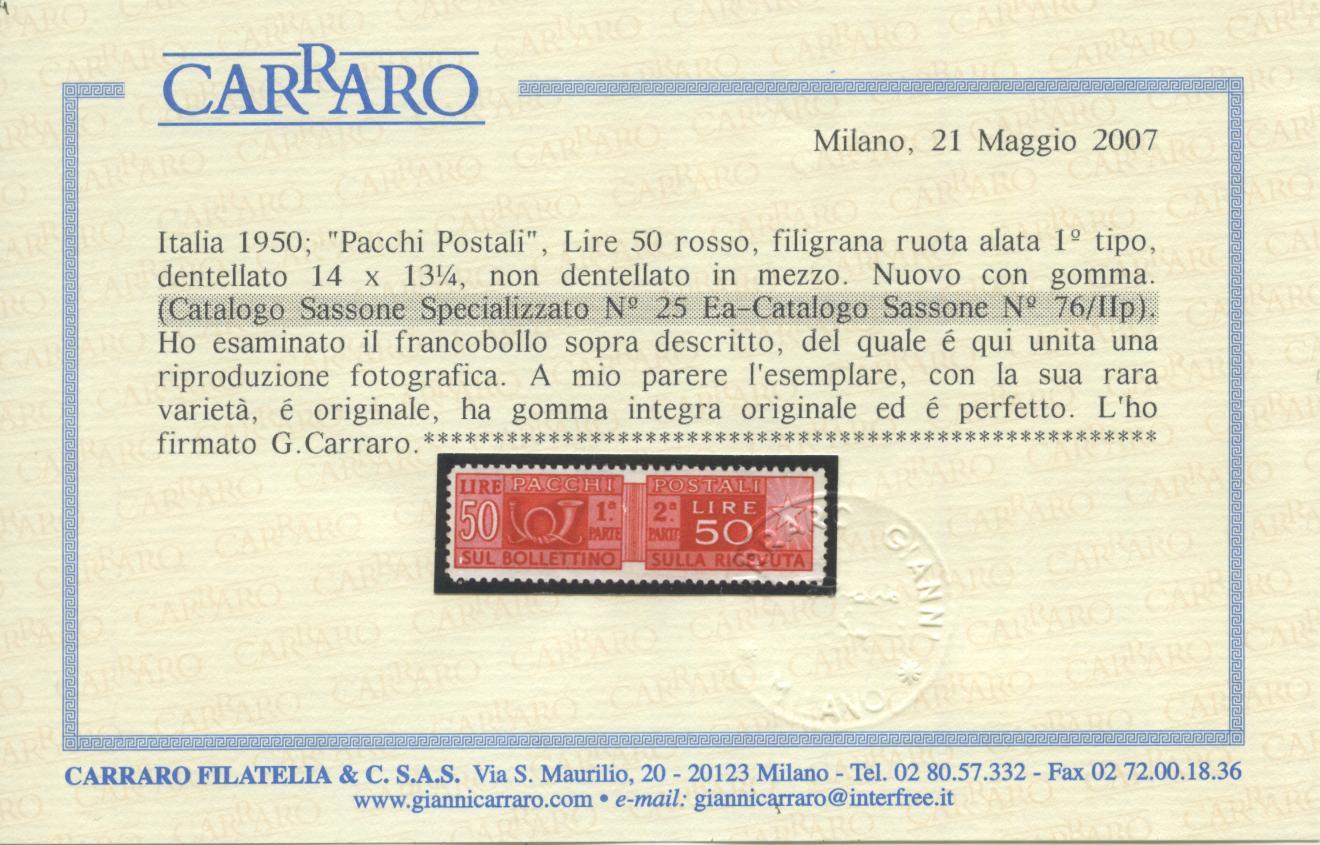 CARRARO
Milano, 21 Maggio 2007
Italia 1950; "Pacchi Postali", Lire 50 rosso, filigrana ruota alata 1º tipo,
dentellato 14 x 13¼, non dentellato in mezzo. Nuovo con gomma.
(Catalogo Sassone Specializzato Nº 25 Ea-Catalogo Sassone Nº 76/IIp).
Ho esaminato il francobollo sopra descritto, del quale é qui unita una
riproduzione fotografica. A mio parere l'esemplare, con la sua rara
varietà, é originale, ha gomma integra originale ed é perfetto. L'ho
firmato G.Carraro. ******************************************************
LIRE PACCHI POSTALI
50 1ª PARTE 2ª PARTE LIRE 50
SUL BOLLETTINO SULLA RICEVUTA
CARRARO GIANNI
MILANO
CARRARO FILATELIA & C. S.A.S. Via S. Maurilio, 20 - 20123 Milano - Tel. 02 80.57.332 - Fax 02 72.00.18.36
www.giannicarraro.com • e-mail: giannicarraro@interfree.it